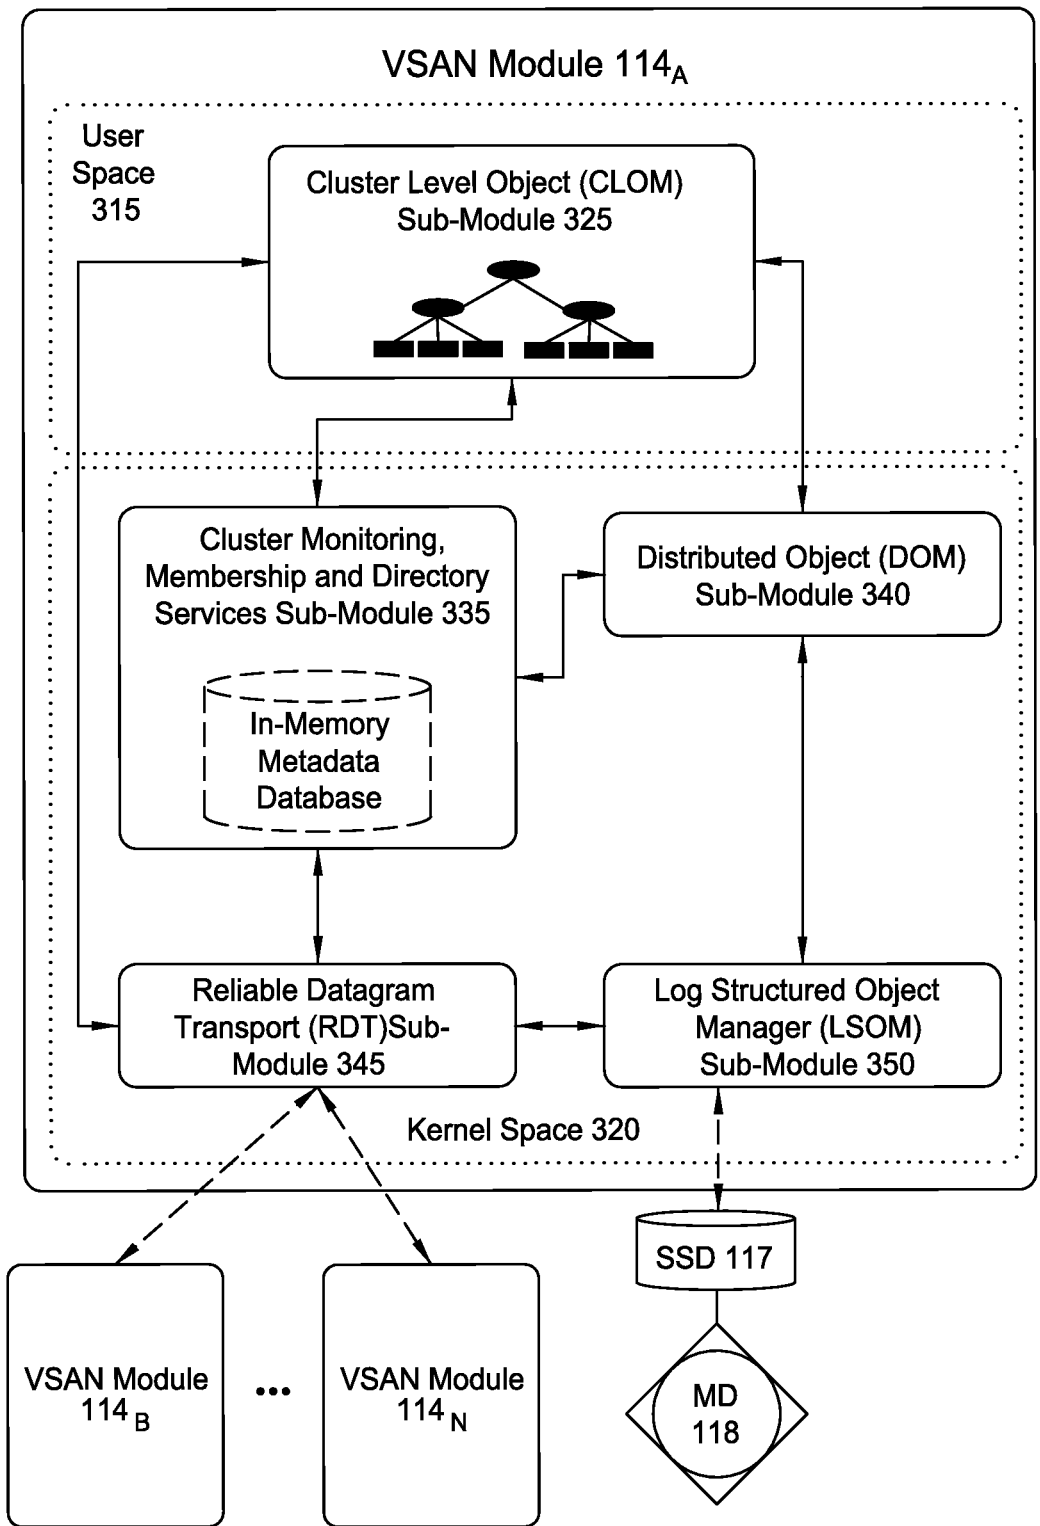 VSAN Module 114A
User
Space
315
Cluster Level Object (CLOM)
Sub-Module 325
Cluster Monitoring,
Membership and Directory
Services Sub-Module 335
In-Memory
Metadata
Database
Distributed Object (DOM)
Sub-Module 340
Reliable Datagram
Transport (RDT)Sub-
Module 345
Log Structured Object
Manager (LSOM)
Sub-Module 350
Kernel Space 320
SSD 117
VSAN Module
114 B
...
VSAN Module
114 N
MD
118